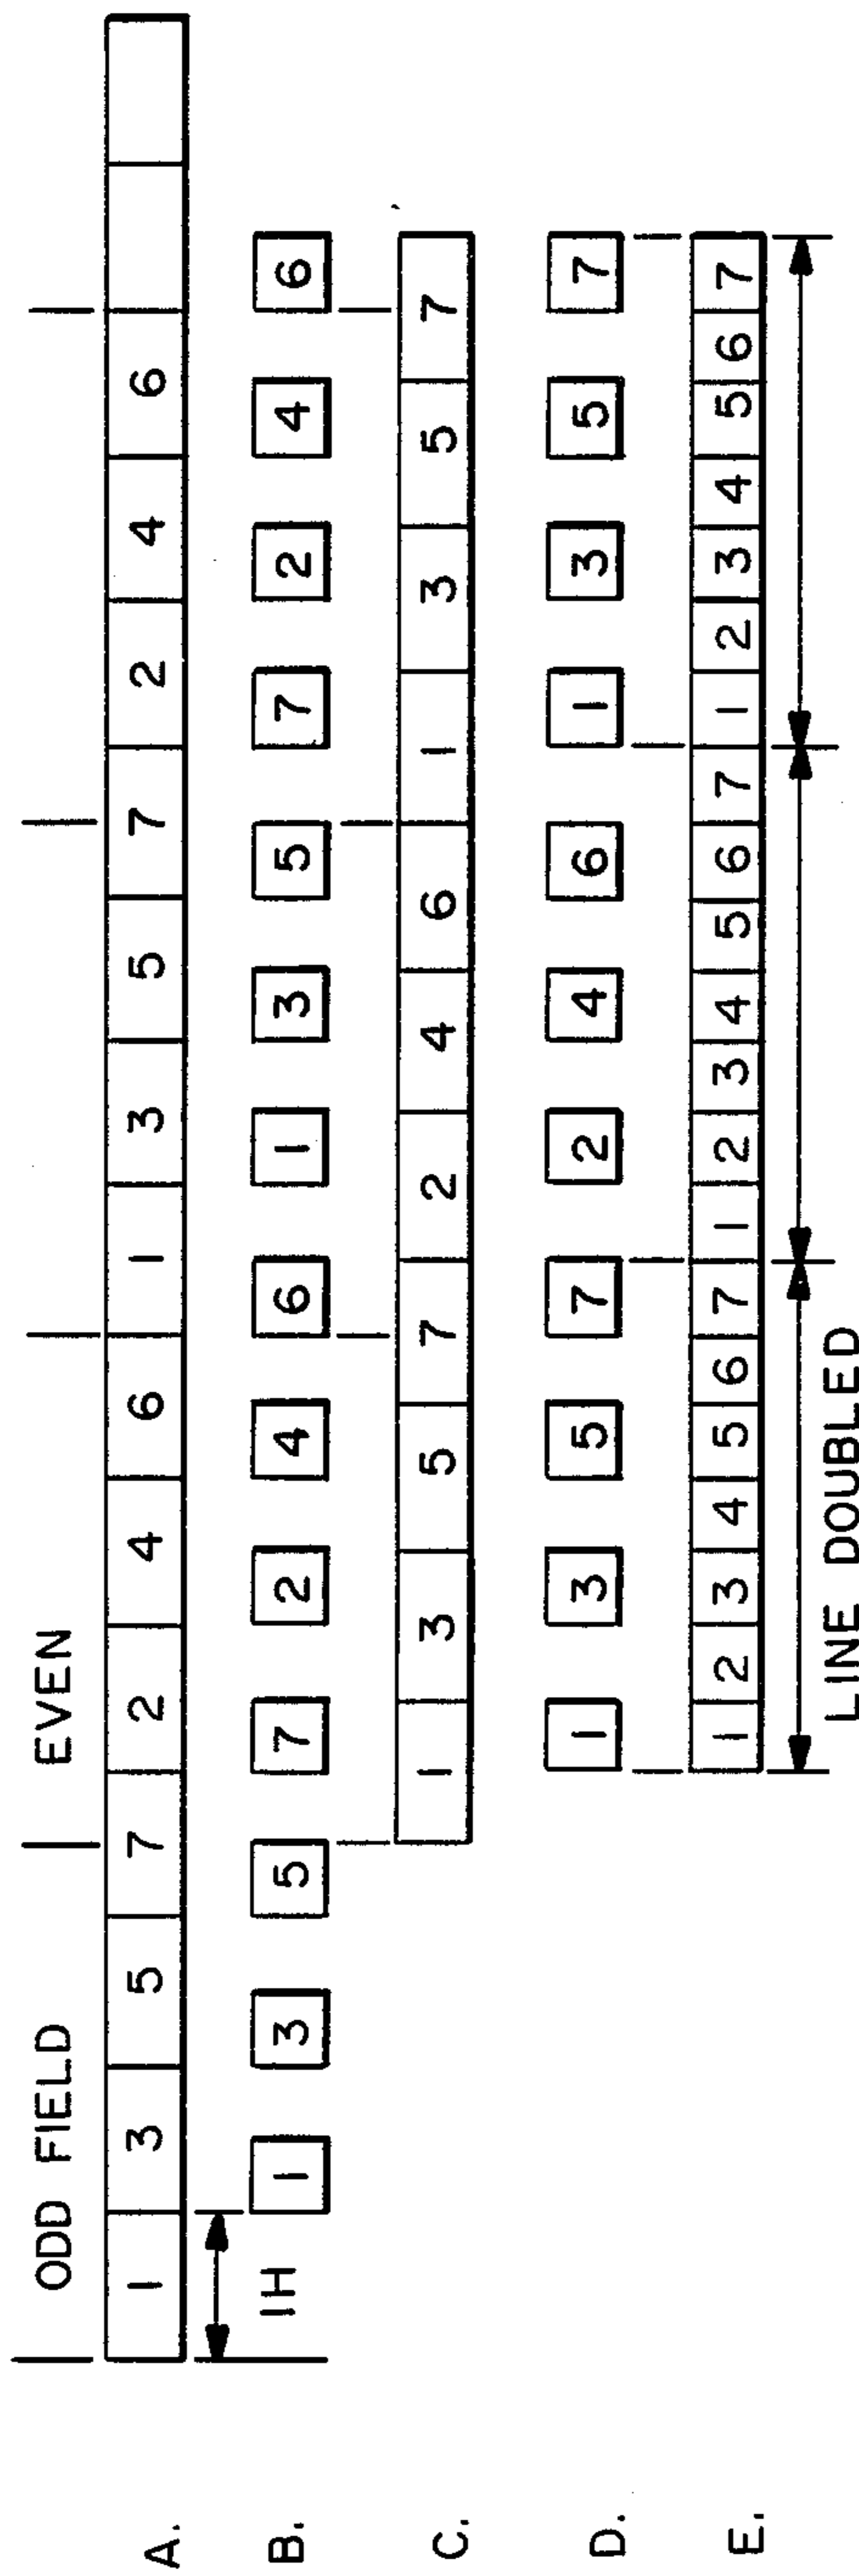 ODD FIELD EVEN
A. 1 3 5 7 2 4 6 1 3 5 7 2 4 6
1H
B. 1 3 5 7 2 4 6 1 3 5 7 2 4 6
C. 1 3 5 7 2 4 6 1 3 5 7
D. 1 3 5 7 2 4 6 1 3 5 7
E. 1 2 3 4 5 6 7 1 2 3 4 5 6 7 1 2 3 4 5 6 7
LINE DOUBLED